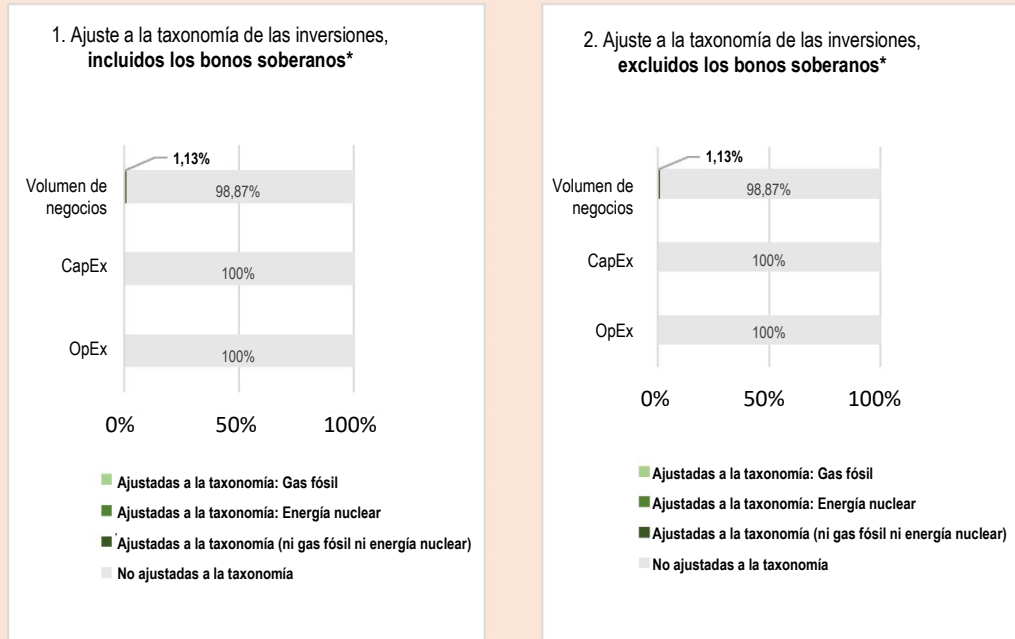 1. Ajuste a la taxonomía de las inversiones,
incluidos los bonos soberanos*
1,13%
Volumen de
negocios
98,87%
CapEx
100%
OpEx
100%
0%
50%
100%
Ajustadas a la taxonomía: Gas fósil
Ajustadas a la taxonomía: Energía nuclear
Ajustadas a la taxonomía (ni gas fósil ni energía nuclear)
No ajustadas a la taxonomía
2. Ajuste a la taxonomía de las inversiones,
excluidos los bonos soberanos*
1,13%
Volumen de
negocios
98,87%
CapEx
100%
OpEx
100%
0%
50%
100%
Ajustadas a la taxonomía: Gas fósil
Ajustadas a la taxonomía: Energía nuclear
Ajustadas a la taxonomía (ni gas fósil ni energía nuclear)
No ajustadas a la taxonomía